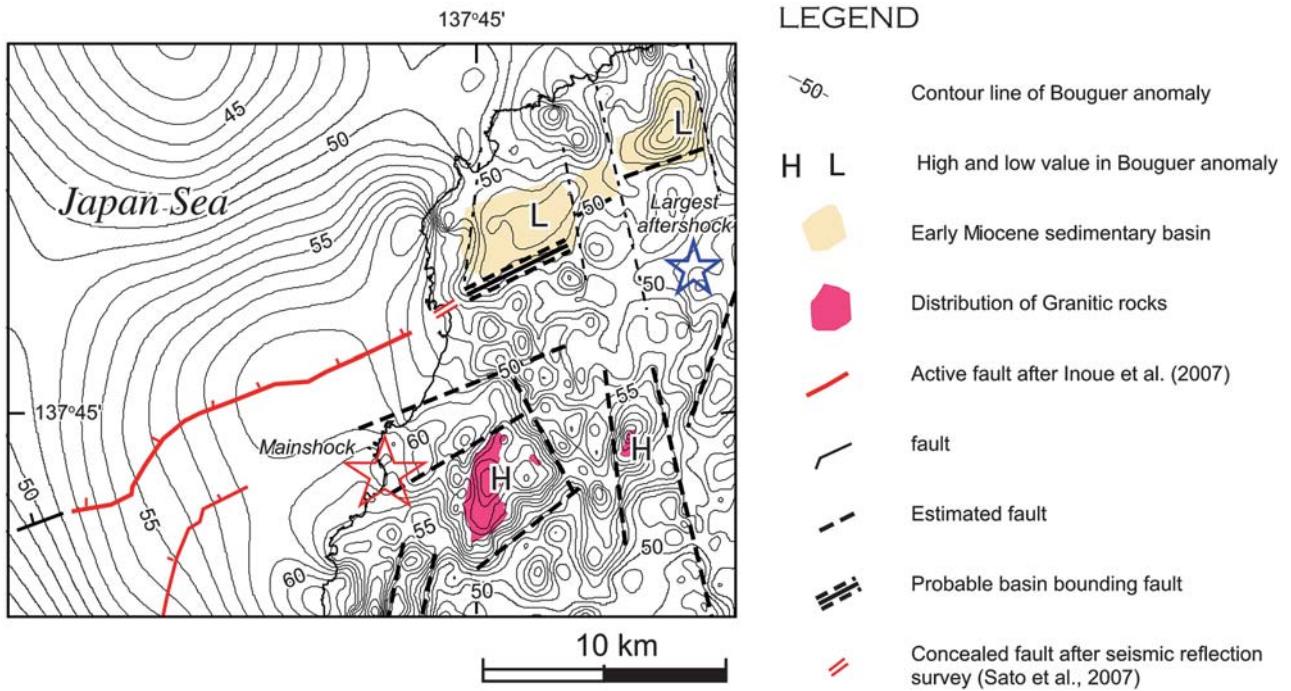 137°45'
LEGEND
45
50
Japan Sea
55
50
L
L
50
Largest
aftershock
50
50
137°45'
Mainshock
60
55
H
H
50
55
55
60
50
50
10 km
-50-
Contour line of Bouguer anomaly
H L
High and low value in Bouguer anomaly
Early Miocene sedimentary basin
Distribution of Granitic rocks
Active fault after Inoue et al. (2007)
fault
Estimated fault
Probable basin bounding fault
Concealed fault after seismic reflection
survey (Sato et al., 2007)